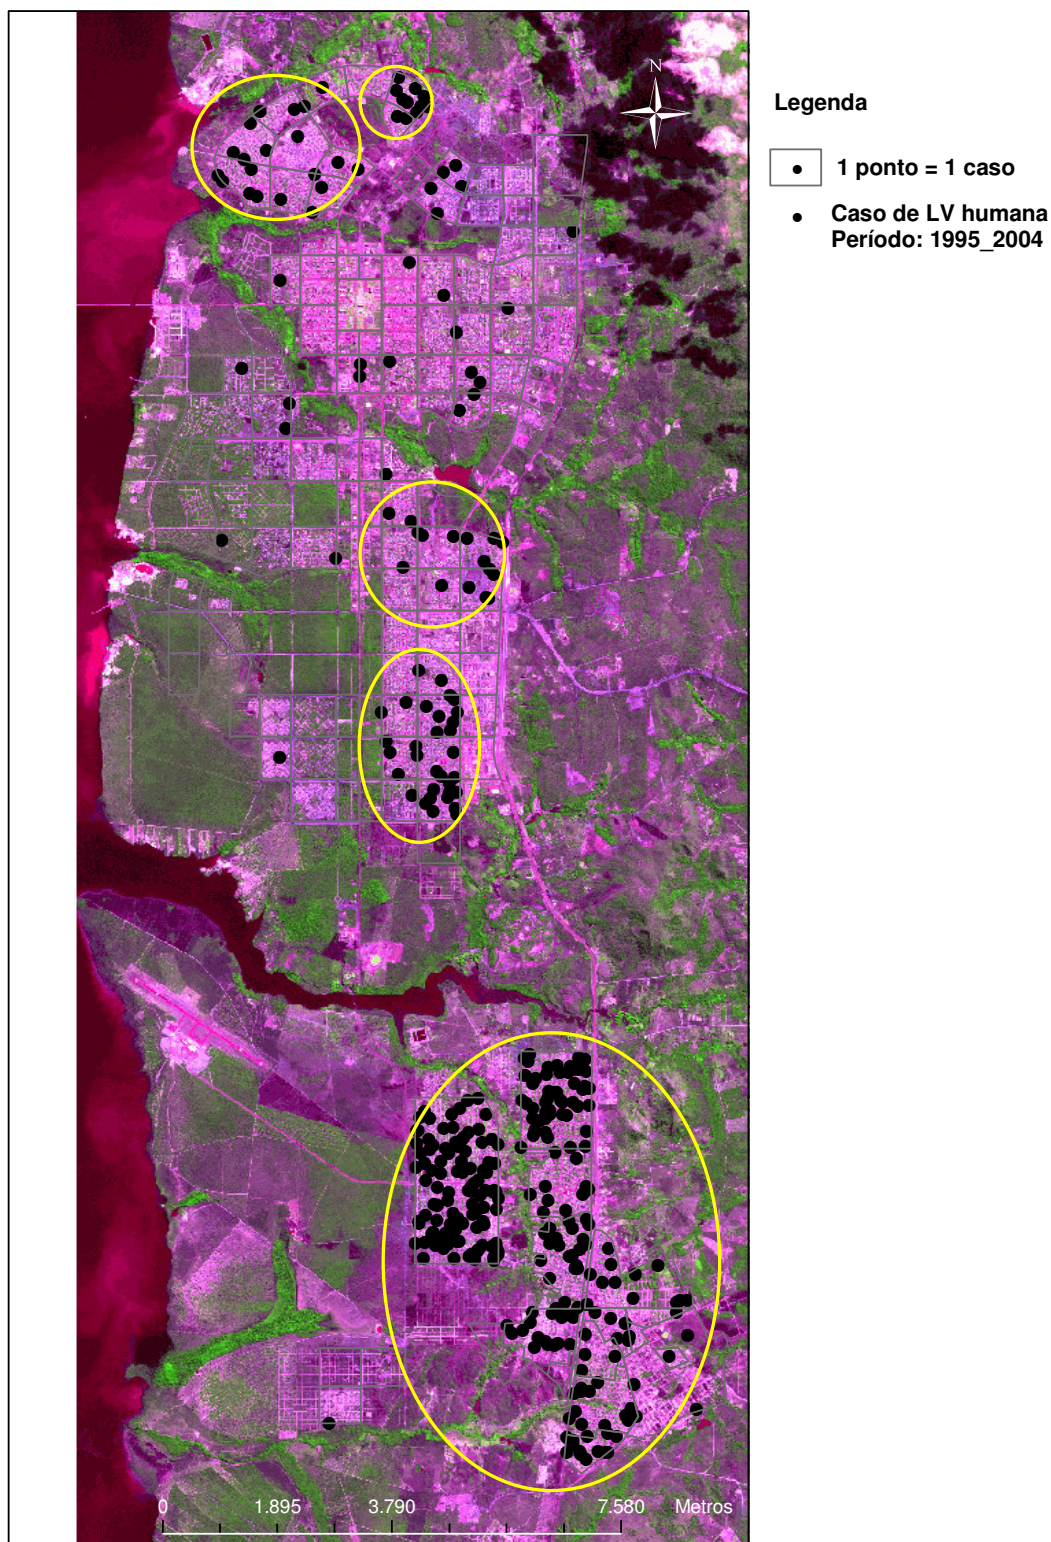 N
Legenda
1 ponto = 1 caso
Caso de LV humana
Período: 1995_2004
0 1.895 3.790 7.580 Metros